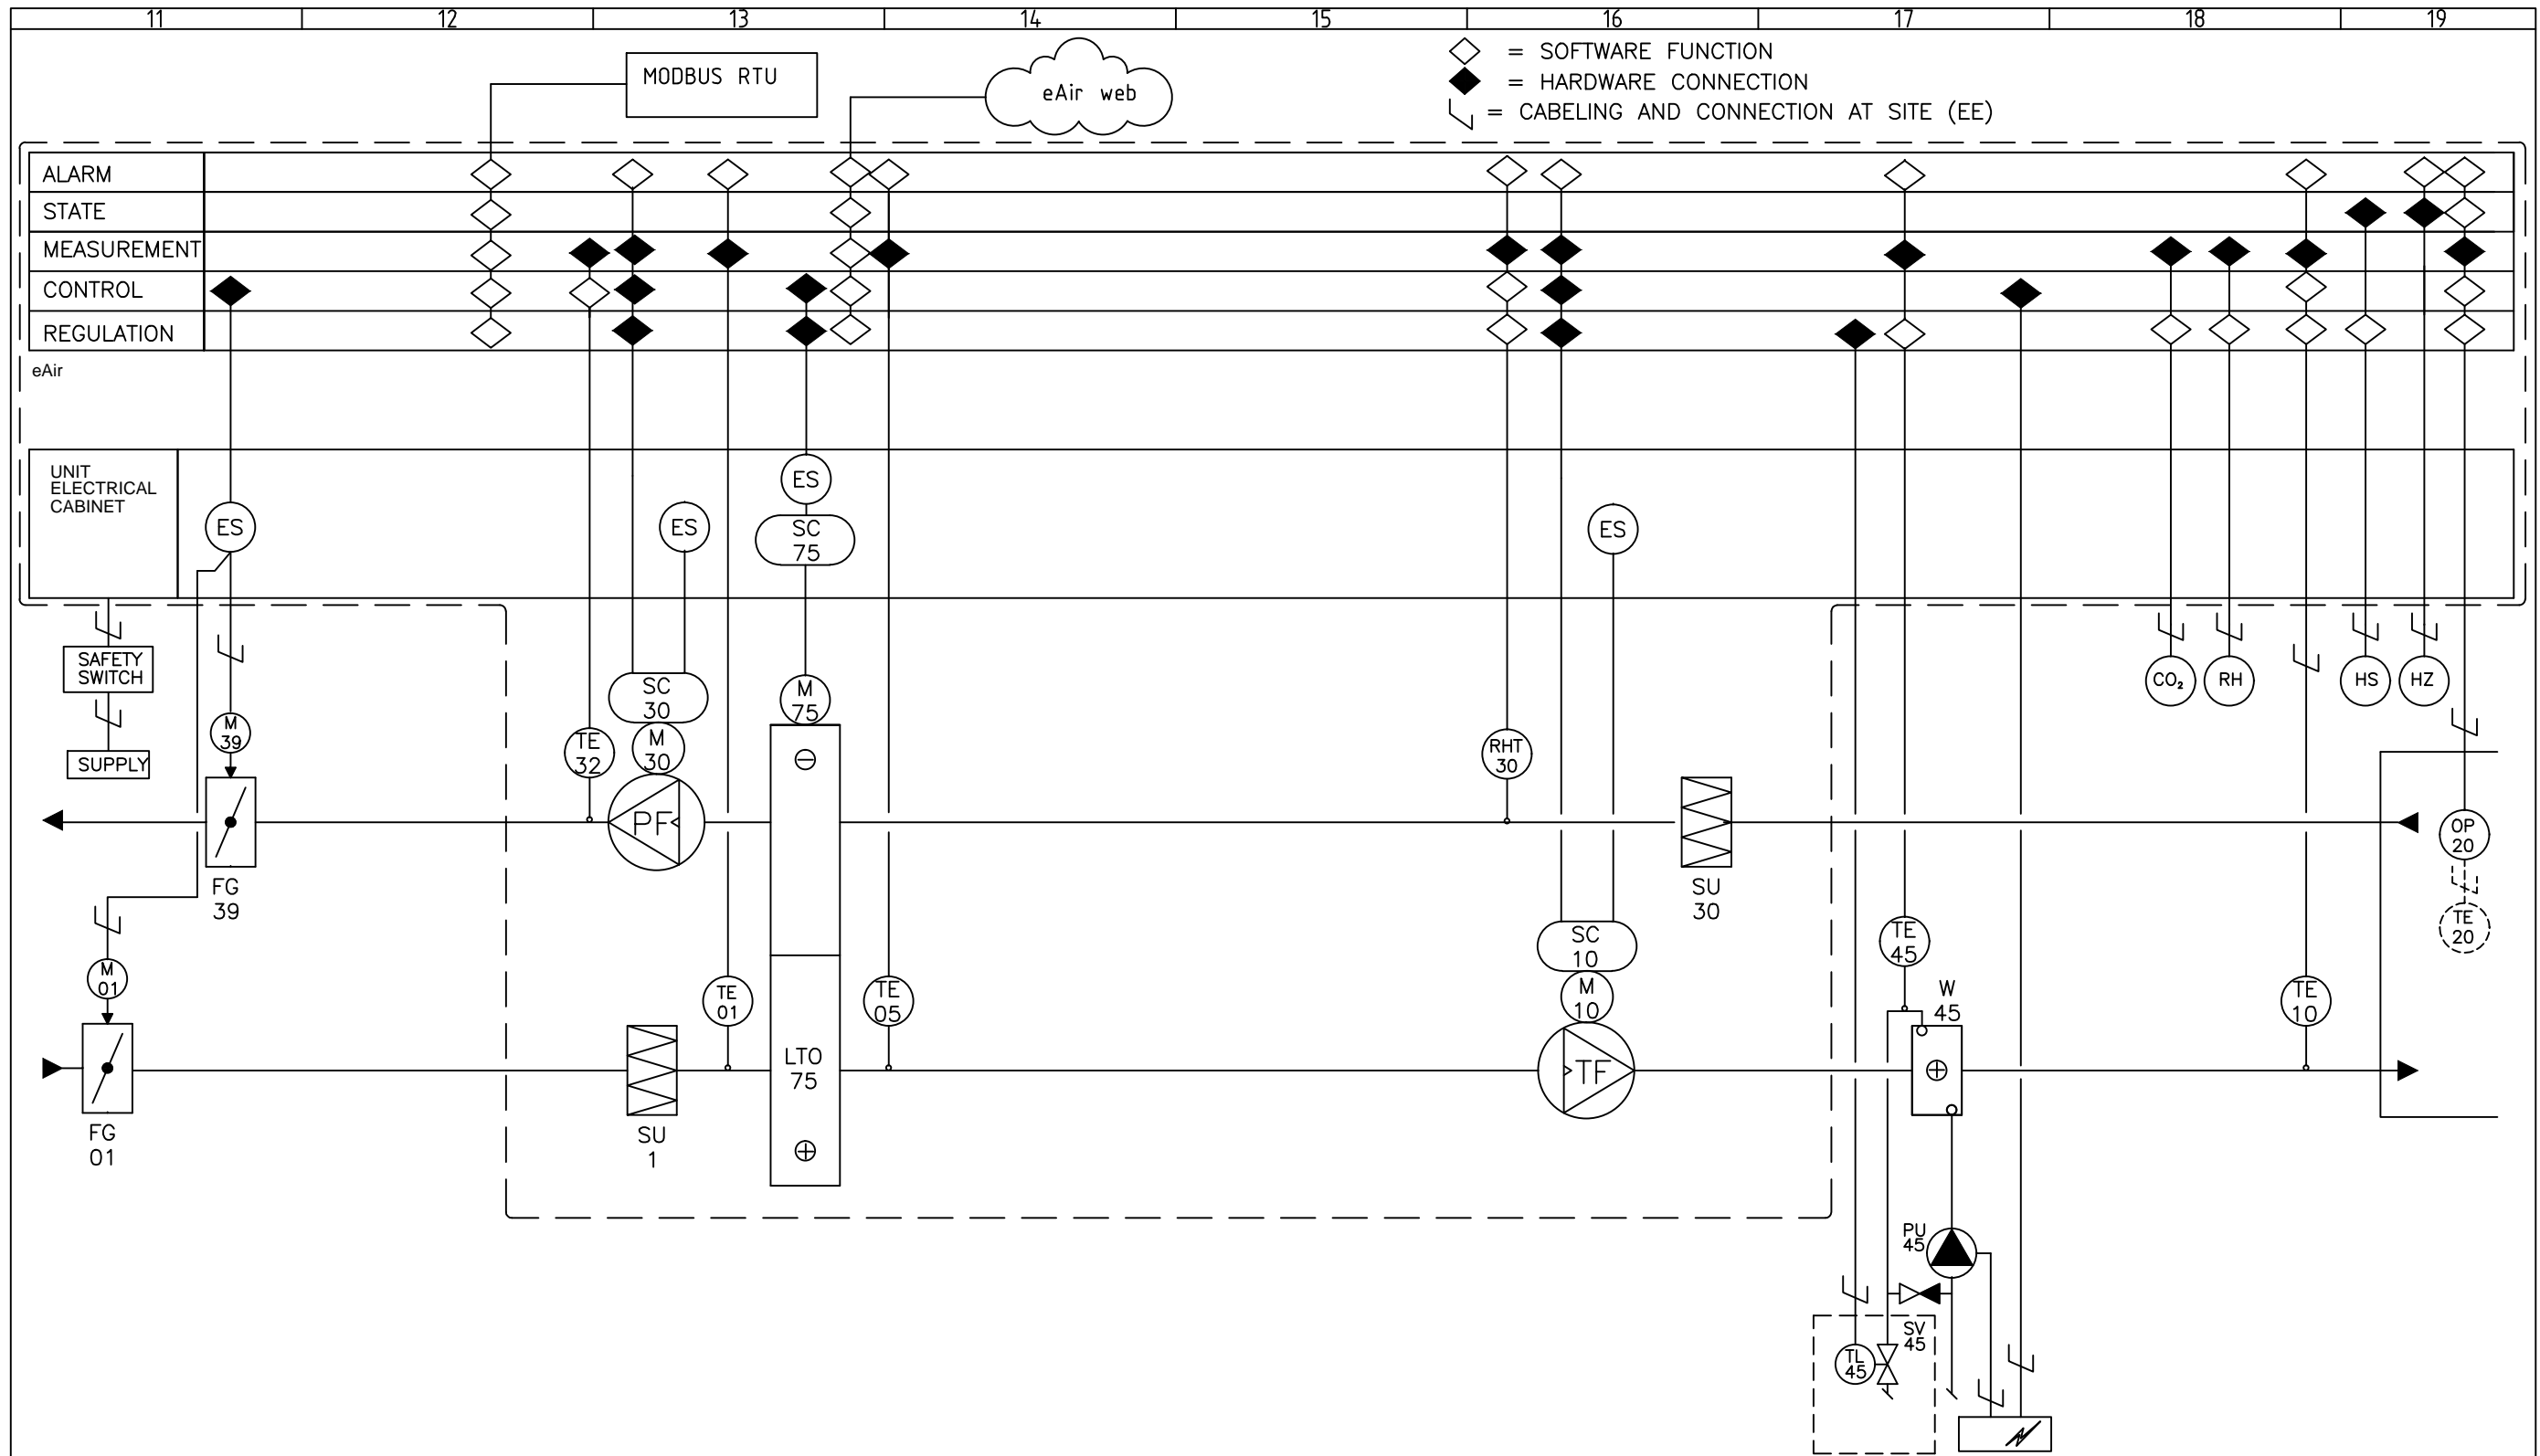 11 12 13 14 15 16 17 18 19
MODBUS RTU
eAir web
= SOFTWARE FUNCTION
= HARDWARE CONNECTION
= CABELING AND CONNECTION AT SITE (EE)
ALARM
STATE
MEASUREMENT
CONTROL
REGULATION
eAir
UNIT
ELECTRICAL
CABINET
ES
ES
ES
SC
75
ES
SAFETY
SWITCH
SUPPLY
M
39
TE
32
SC
30
M
30
M
75
RHT
30
CO₂
RH
HS
HZ
PF
FG
39
SU
30
OP
20
TE
20
M
01
TE
01
TE
05
SC
10
M
10
TE
45
W
45
TE
10
LTO
75
TF
FG
01
SU
1
PU
45
SV
45
TL
45